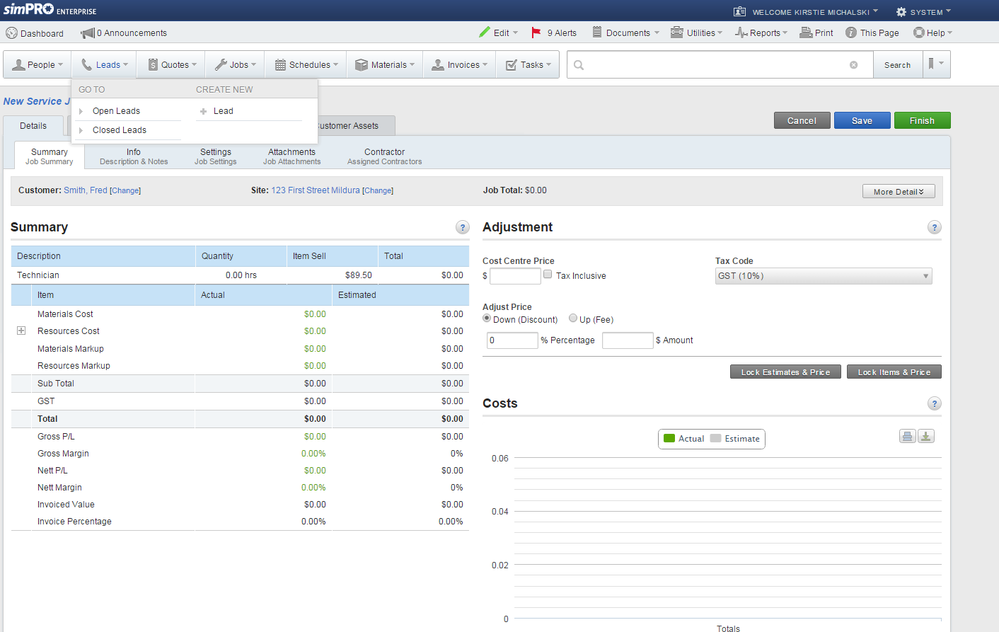 simPRO ENTERPRISE
WELCOME KIRSTIE MICHALSKI
SYSTEM
Dashboard
0 Announcements
Edit
9 Alerts
Documents
Utilities
Reports
Print
This Page
Help
People
Leads
Quotes
Jobs
Schedules
Materials
Invoices
Tasks
Search
GO TO
CREATE NEW
Open Leads
Lead
Closed Leads
New Service J
Cancel
Save
Finish
Details
ustomer Assets
Summary
Job Summary
Info
Description & Notes
Settings
Job Settings
Attachments
Job Attachments
Contractor
Assigned Contractors
Customer: Smith, Fred [Change]
Site: 123 First Street Mildura [Change]
Job Total: $0.00
More Detail
Summary
?
Description Quantity Item Sell Total
Technician 0.00 hrs $89.50 $0.00
Item Actual Estimated
Materials Cost $0.00 $0.00
Resources Cost $0.00 $0.00
Materials Markup $0.00 $0.00
Resources Markup $0.00 $0.00
Sub Total $0.00 $0.00
GST $0.00 $0.00
Total $0.00 $0.00
Gross P/L $0.00 $0.00
Gross Margin 0.00% 0%
Nett P/L $0.00 $0.00
Nett Margin 0.00% 0%
Invoiced Value $0.00 $0.00
Invoice Percentage 0.00% 0.00%
Adjustment
?
Cost Centre Price
$
Tax Inclusive
Tax Code
GST (10%)
Adjust Price
Down (Discount)
Up (Fee)
0 % Percentage
$ Amount
Lock Estimates & Price
Lock Items & Price
Costs
?
Actual
Estimate
0.06
0.04
0.02
0
Totals